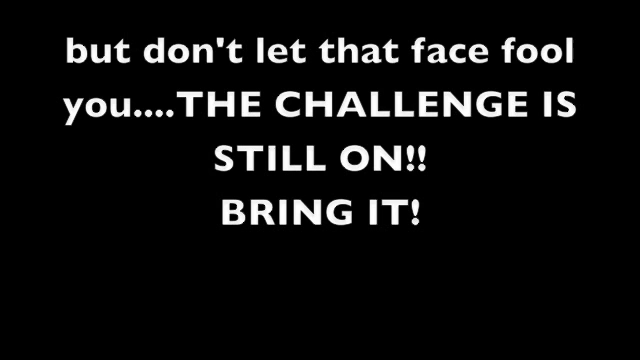 but don't let that face fool
you....THE CHALLENGE IS
STILL ON!!
BRING IT!